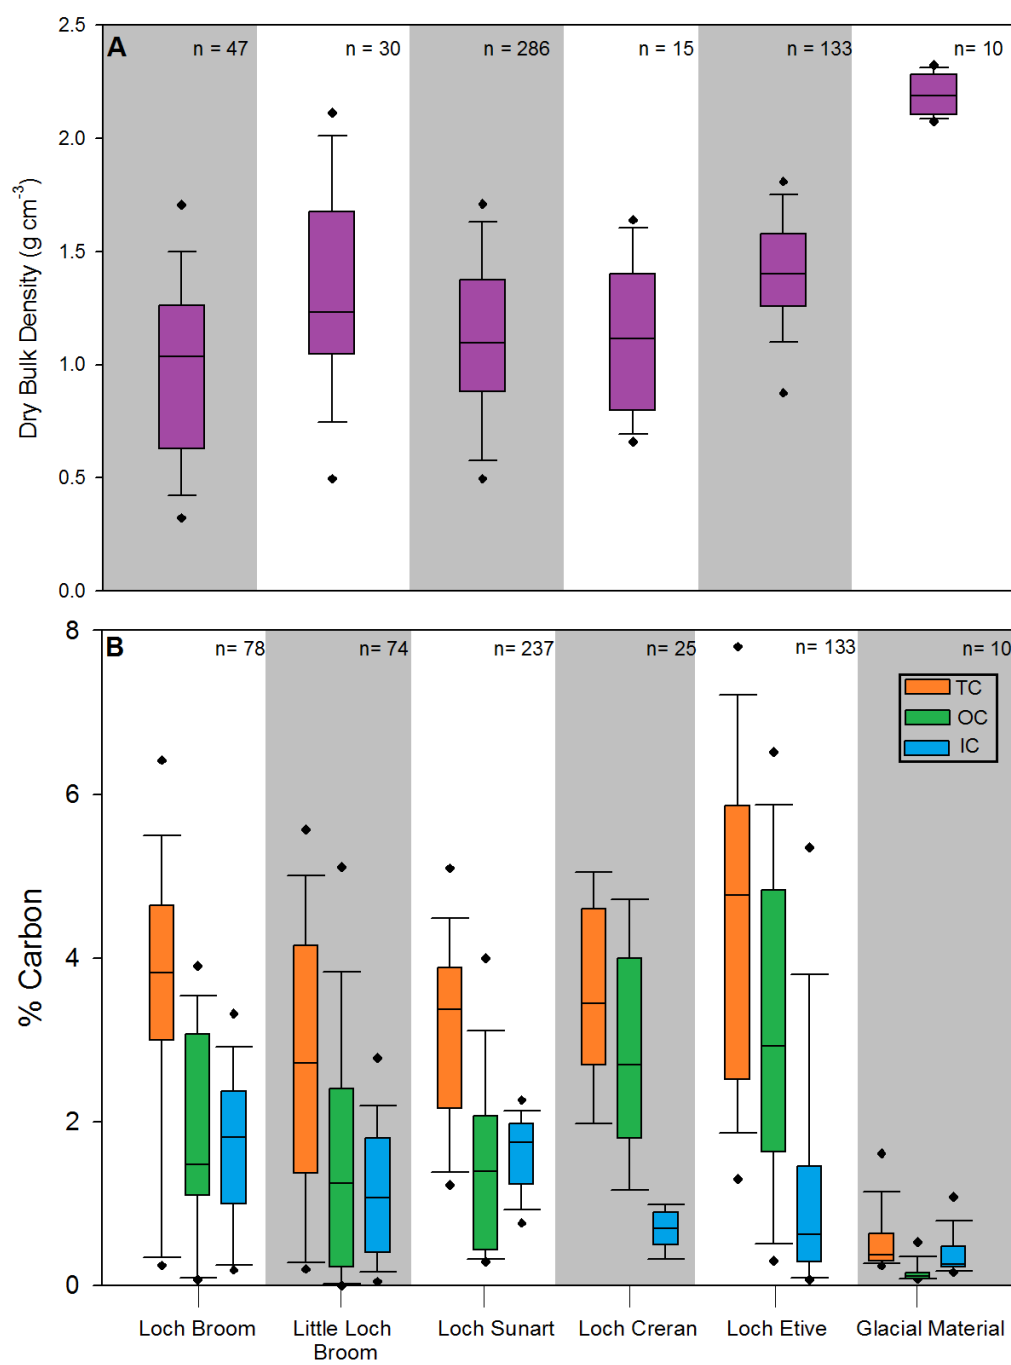 A
n = 47
n = 30
n = 286
n = 15
n = 133
n= 10
2.5
2.0
1.5
1.0
0.5
0.0
Dry Bulk Density (g cm-3)
B
n= 78
n= 74
n= 237
n= 25
n= 133
n= 10
TC
OC
IC
8
6
4
2
0
% Carbon
Loch Broom
Little Loch
Broom
Loch Sunart
Loch Creran
Loch Etive
Glacial Material